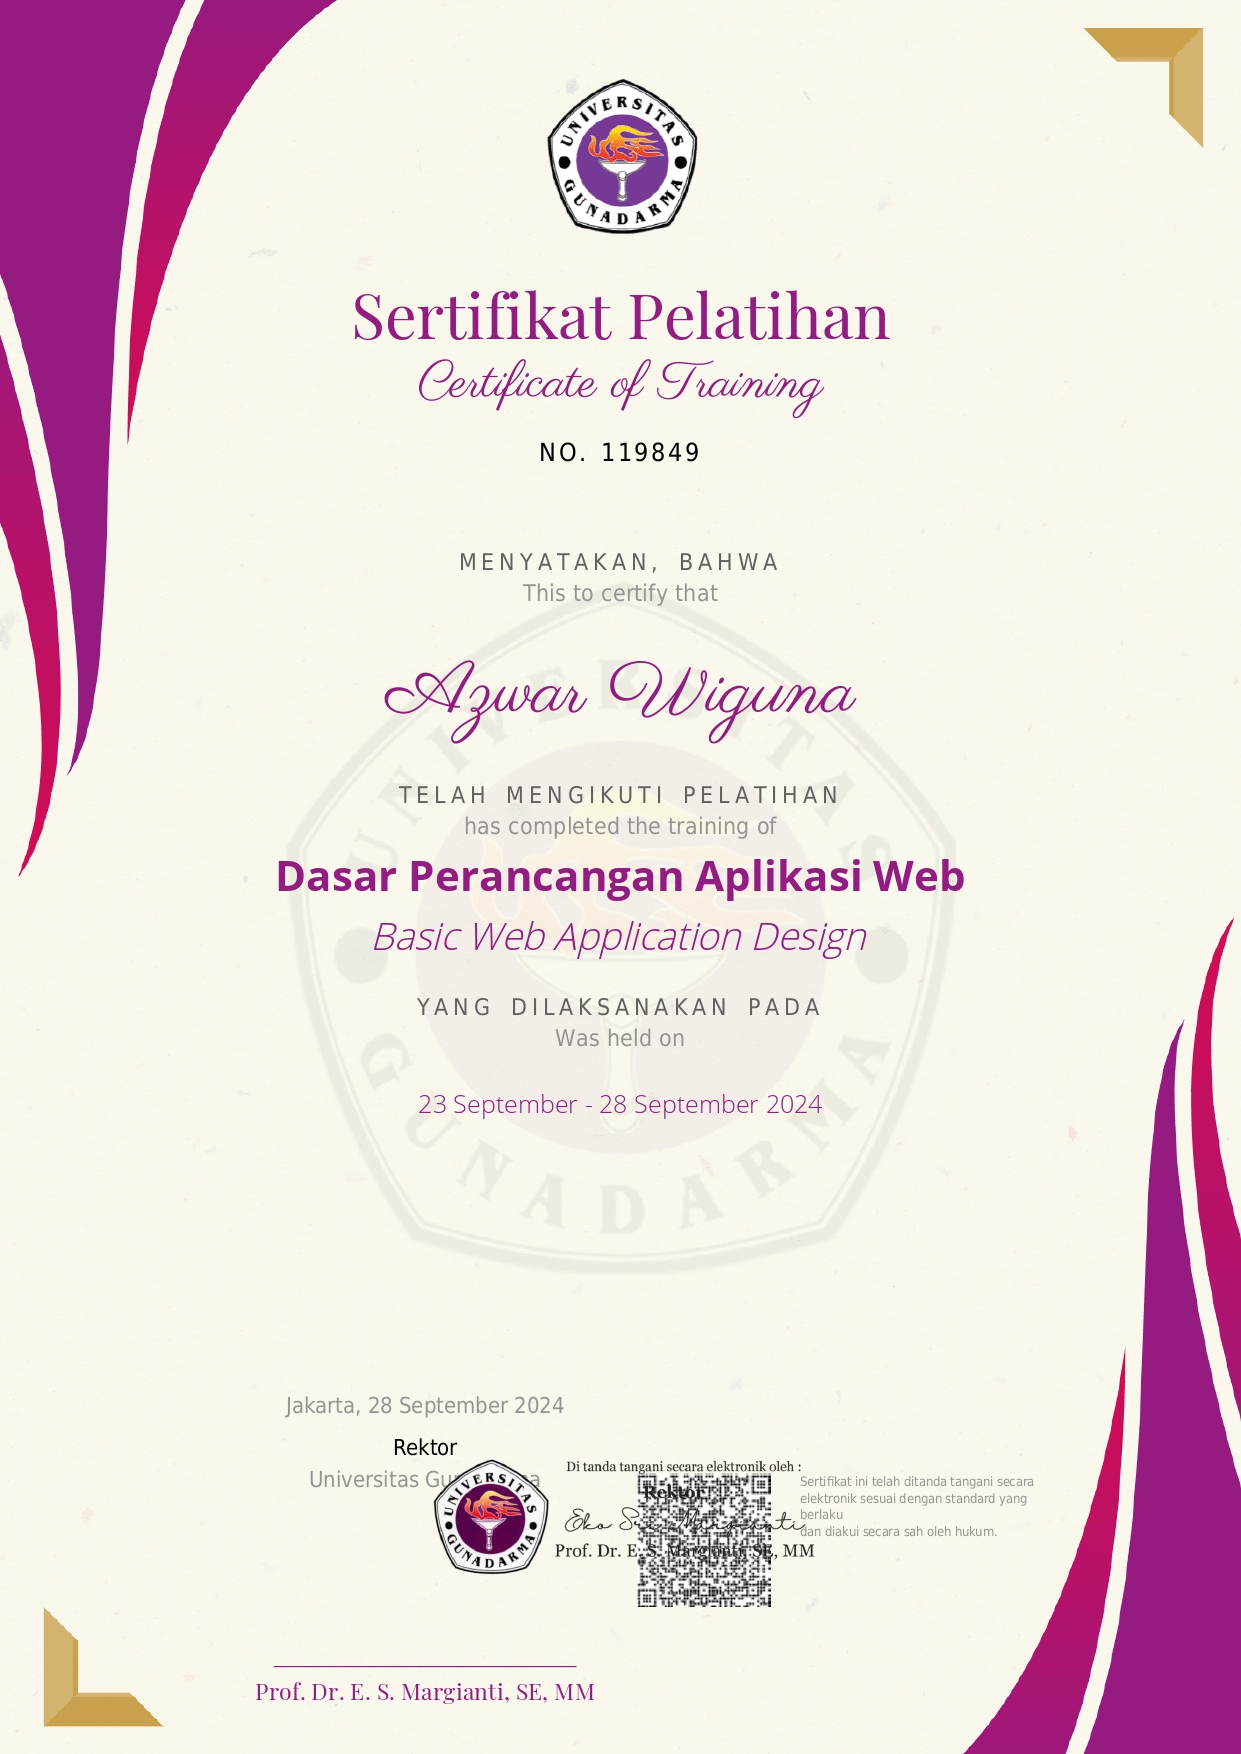 UNIVERSITAS
GUNADARMA
Sertifikat Pelatihan
Certificate of Training
NO. 119849
MENYATAKAN, BAHWA
This to certify that
Azwar Wiguna
TELAH MENGIKUTI PELATIHAN
has completed the training of
Dasar Perancangan Aplikasi Web
Basic Web Application Design
YANG DILAKSANAKAN PADA
Was held on
23 September - 28 September 2024
UNIVERSITAS
GUNADARMA
Jakarta, 28 September 2024
Rektor
Universitas
UNIVERSITAS
GUNADARMA
Di tanda tangani secara elektronik oleh :
Rektor
Eko
Prof. Dr. E. S. Margianti, SE, MM
Sertifikat ini telah ditanda tangani secara
elektronik sesuai dengan standard yang
berlaku
dan diakui secara sah oleh hukum.
Prof. Dr. E. S. Margianti, SE, MM